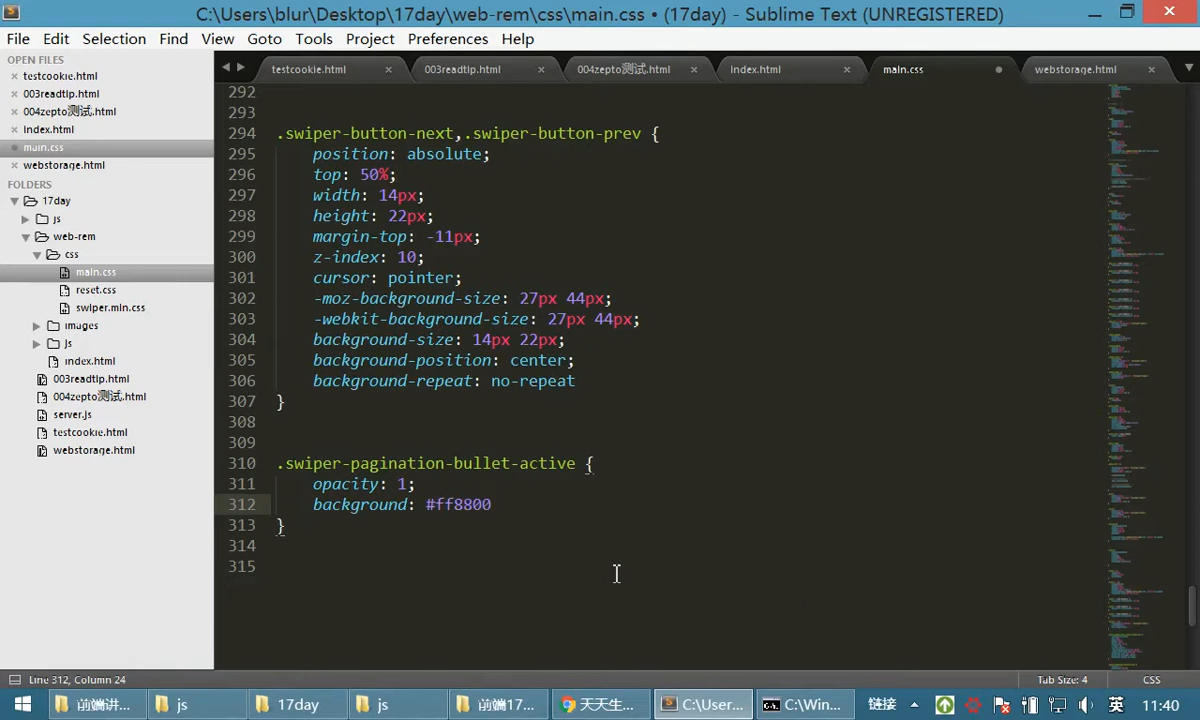 C:\Users\blur\Desktop\17day\web-rem\css\main.css • (17day) - Sublime Text (UNREGISTERED)
File Edit Selection Find View Goto Tools Project Preferences Help
OPEN FILES
testcookie.html
003readtip.html
004zepto测试.html
index.html
main.css
webstorage.html
FOLDERS
17day
js
web-rem
css
main.css
reset.css
swiper.min.css
images
js
index.html
003readtip.html
004zepto测试.html
server.js
testcookie.html
webstorage.html
testcookie.html 003readtip.html 004zepto测试.html index.html main.css webstorage.html
292
293
294 .swiper-button-next,.swiper-button-prev {
295 position: absolute;
296 top: 50%;
297 width: 14px;
298 height: 22px;
299 margin-top: -11px;
300 z-index: 10;
301 cursor: pointer;
302 -moz-background-size: 27px 44px;
303 -webkit-background-size: 27px 44px;
304 background-size: 14px 22px;
305 background-position: center;
306 background-repeat: no-repeat
307 }
308
309
310 .swiper-pagination-bullet-active {
311 opacity: 1;
312 background: #ff8800
313 }
314
315
Line 312, Column 24 Tab Size: 4 CSS
前端讲... js 17day js 前端17... 天天生... C:\User... C:\Win... 链接 英 11:40